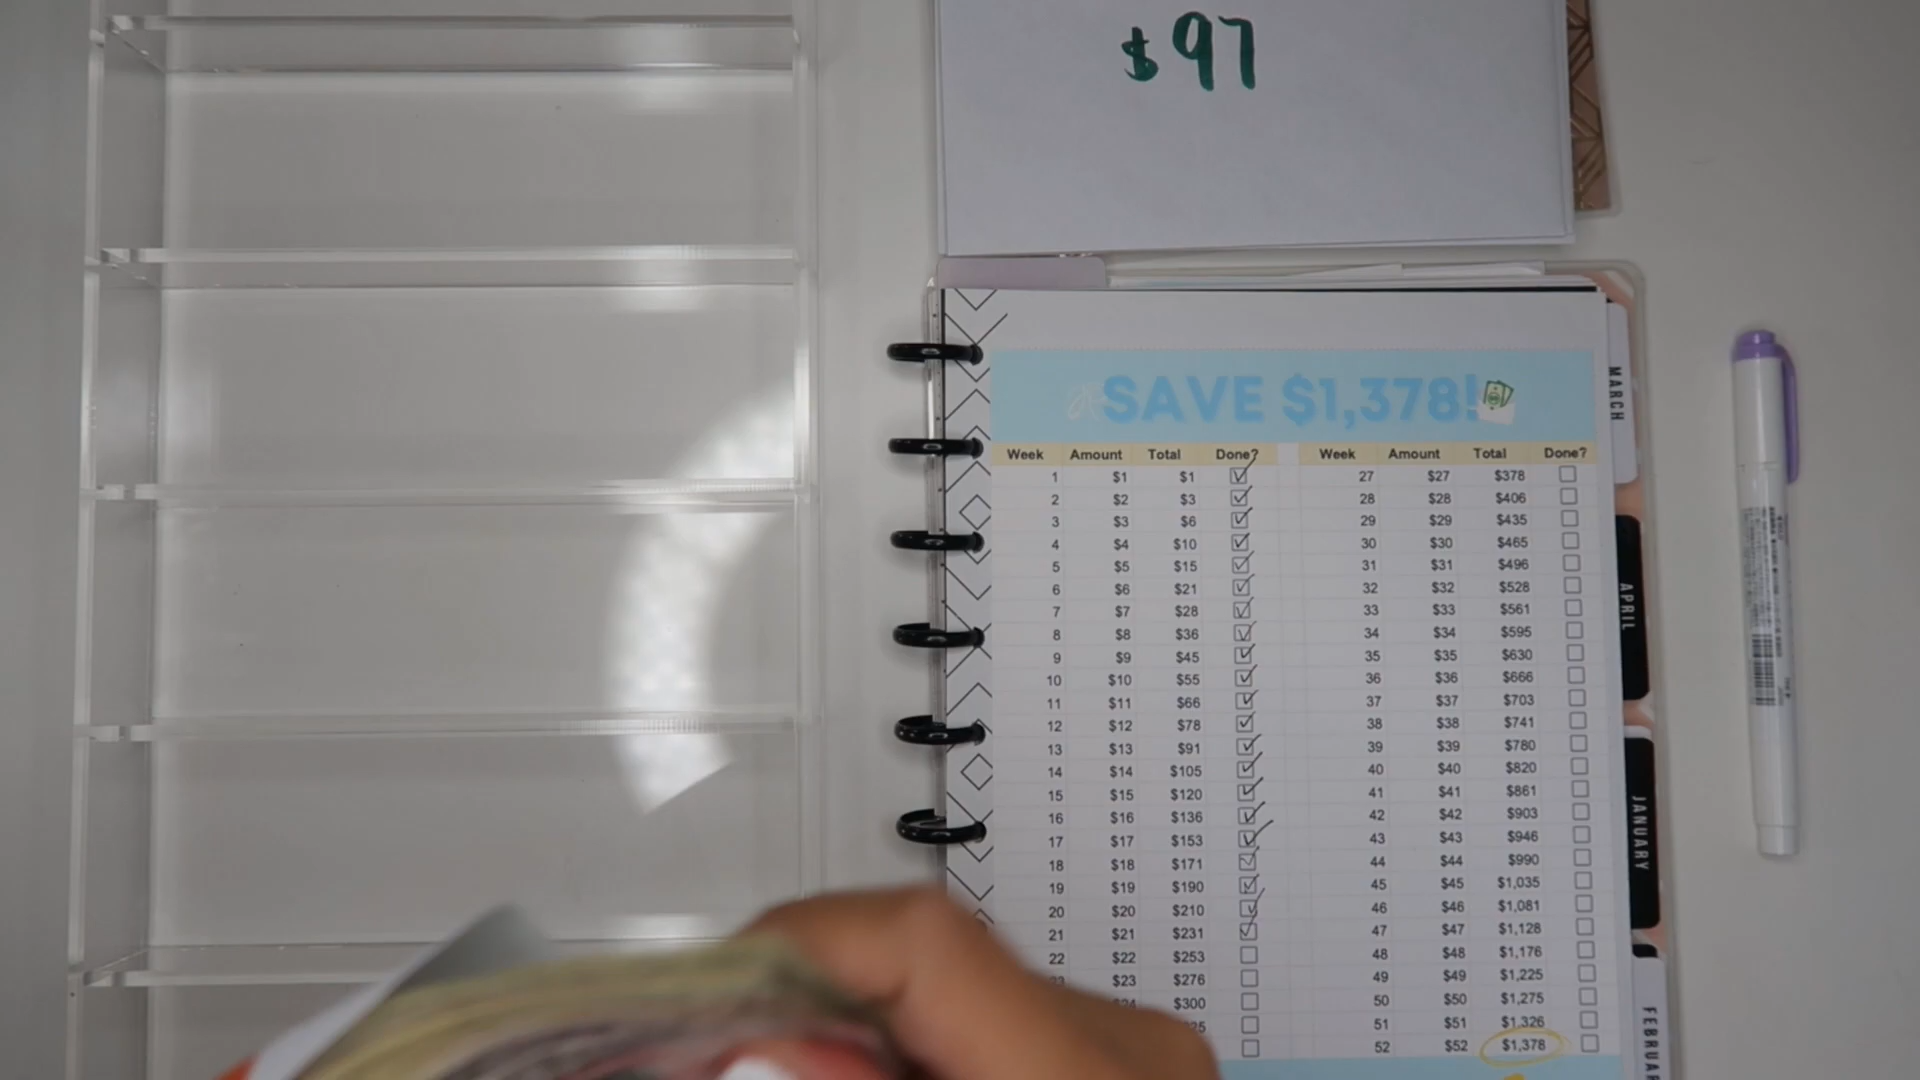 $97
SAVE $1,378!
Week Amount Total Done? Week Amount Total Done?
1 $1 $1 27 $27 $378
2 $2 $3 28 $28 $406
3 $3 $6 29 $29 $435
4 $4 $10 30 $30 $465
5 $5 $15 31 $31 $496
6 $6 $21 32 $32 $528
7 $7 $28 33 $33 $561
8 $8 $36 34 $34 $595
9 $9 $45 35 $35 $630
10 $10 $55 36 $36 $666
11 $11 $66 37 $37 $703
12 $12 $78 38 $38 $741
13 $13 $91 39 $39 $780
14 $14 $105 40 $40 $820
15 $15 $120 41 $41 $861
16 $16 $136 42 $42 $903
17 $17 $153 43 $43 $946
18 $18 $171 44 $44 $990
19 $19 $190 45 $45 $1,035
20 $20 $210 46 $46 $1,081
21 $21 $231 47 $47 $1,128
22 $22 $253 48 $48 $1,176
23 $23 $276 49 $49 $1,225
$24 $300 50 $50 $1,275
51 $51 $1,326
52 $52 $1,378
MARCH
APRIL
JANUARY
FEBRUAR